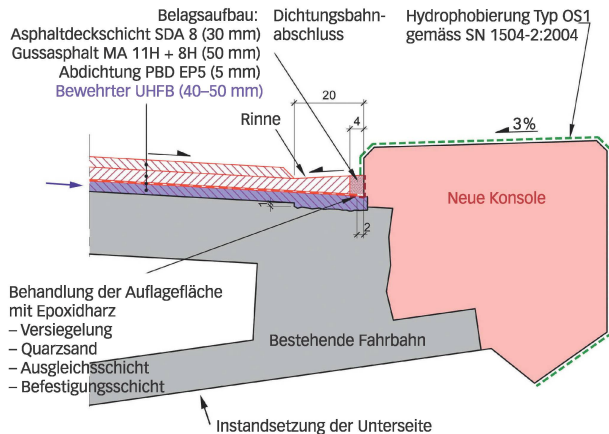 Belagsaufbau:
Asphaltdeckschicht SDA 8 (30 mm)
Gussasphalt MA 11H + 8H (50 mm)
Abdichtung PBD EP5 (5 mm)
Bewehrter UHFB (40–50 mm)
Dichtungsbahn-
abschluss
Hydrophobierung Typ OS1
gemäss SN 1504-2:2004
20
4
Rinne
3%
Neue Konsole
1
2
Behandlung der Auflagefläche
mit Epoxidharz
– Versiegelung
– Quarzsand
– Ausgleichsschicht
– Befestigungsschicht
Bestehende Fahrbahn
Instandsetzung der Unterseite